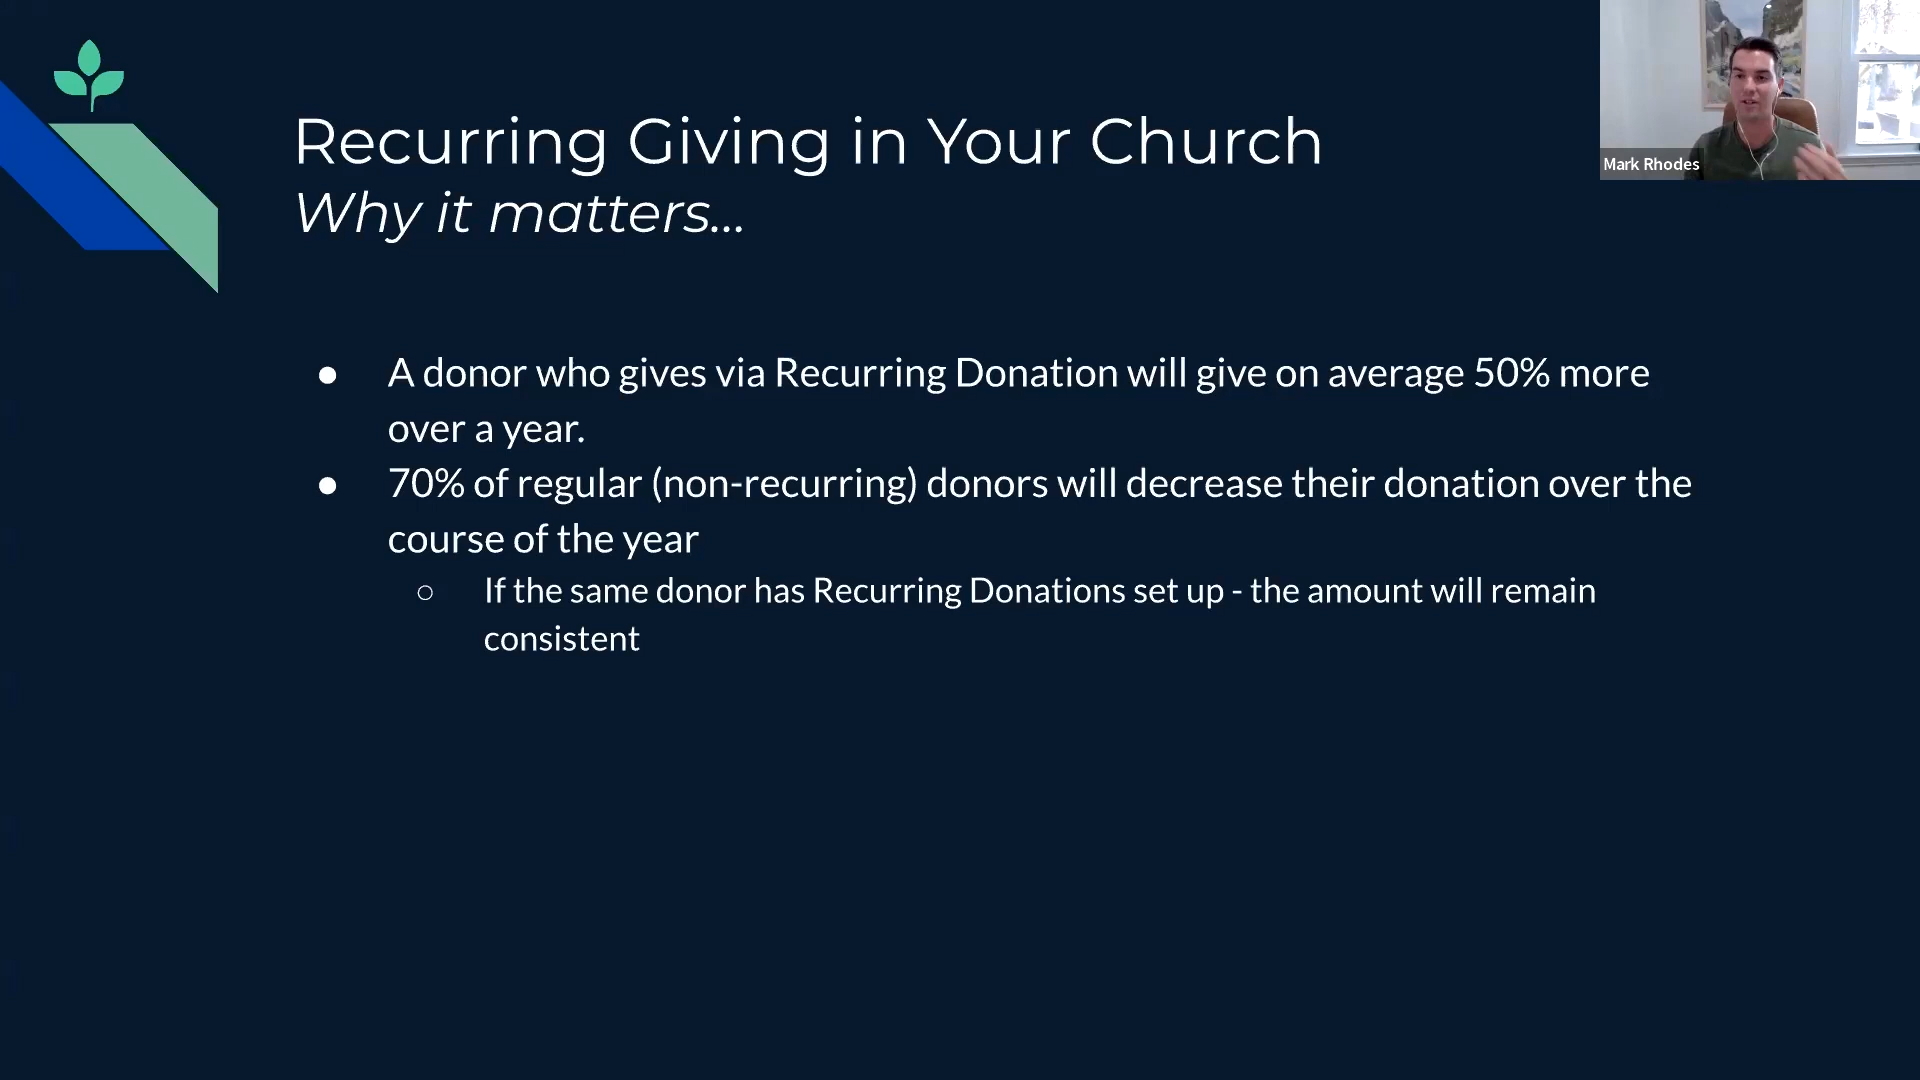 Recurring Giving in Your Church
Why it matters...
● A donor who gives via Recurring Donation will give on average 50% more
over a year.
● 70% of regular (non-recurring) donors will decrease their donation over the
course of the year
○ If the same donor has Recurring Donations set up - the amount will remain
consistent
Mark Rhodes